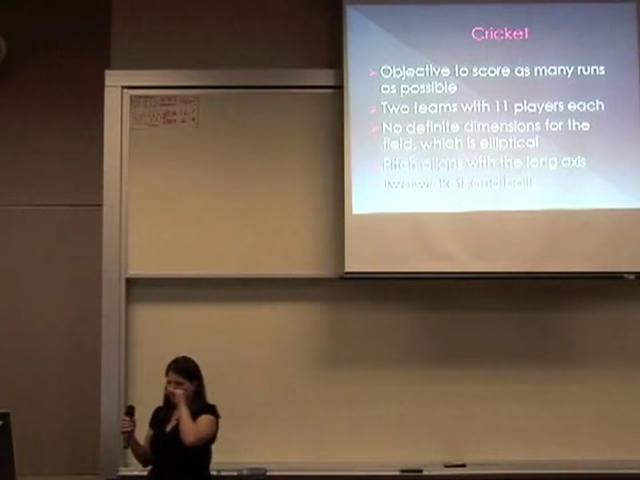 Cricket
➢Objective to score as many runs
as possible
➢Two teams with 11 players each
➢No definite dimensions for the
field, which is elliptical
Pitch aligns with the long axis